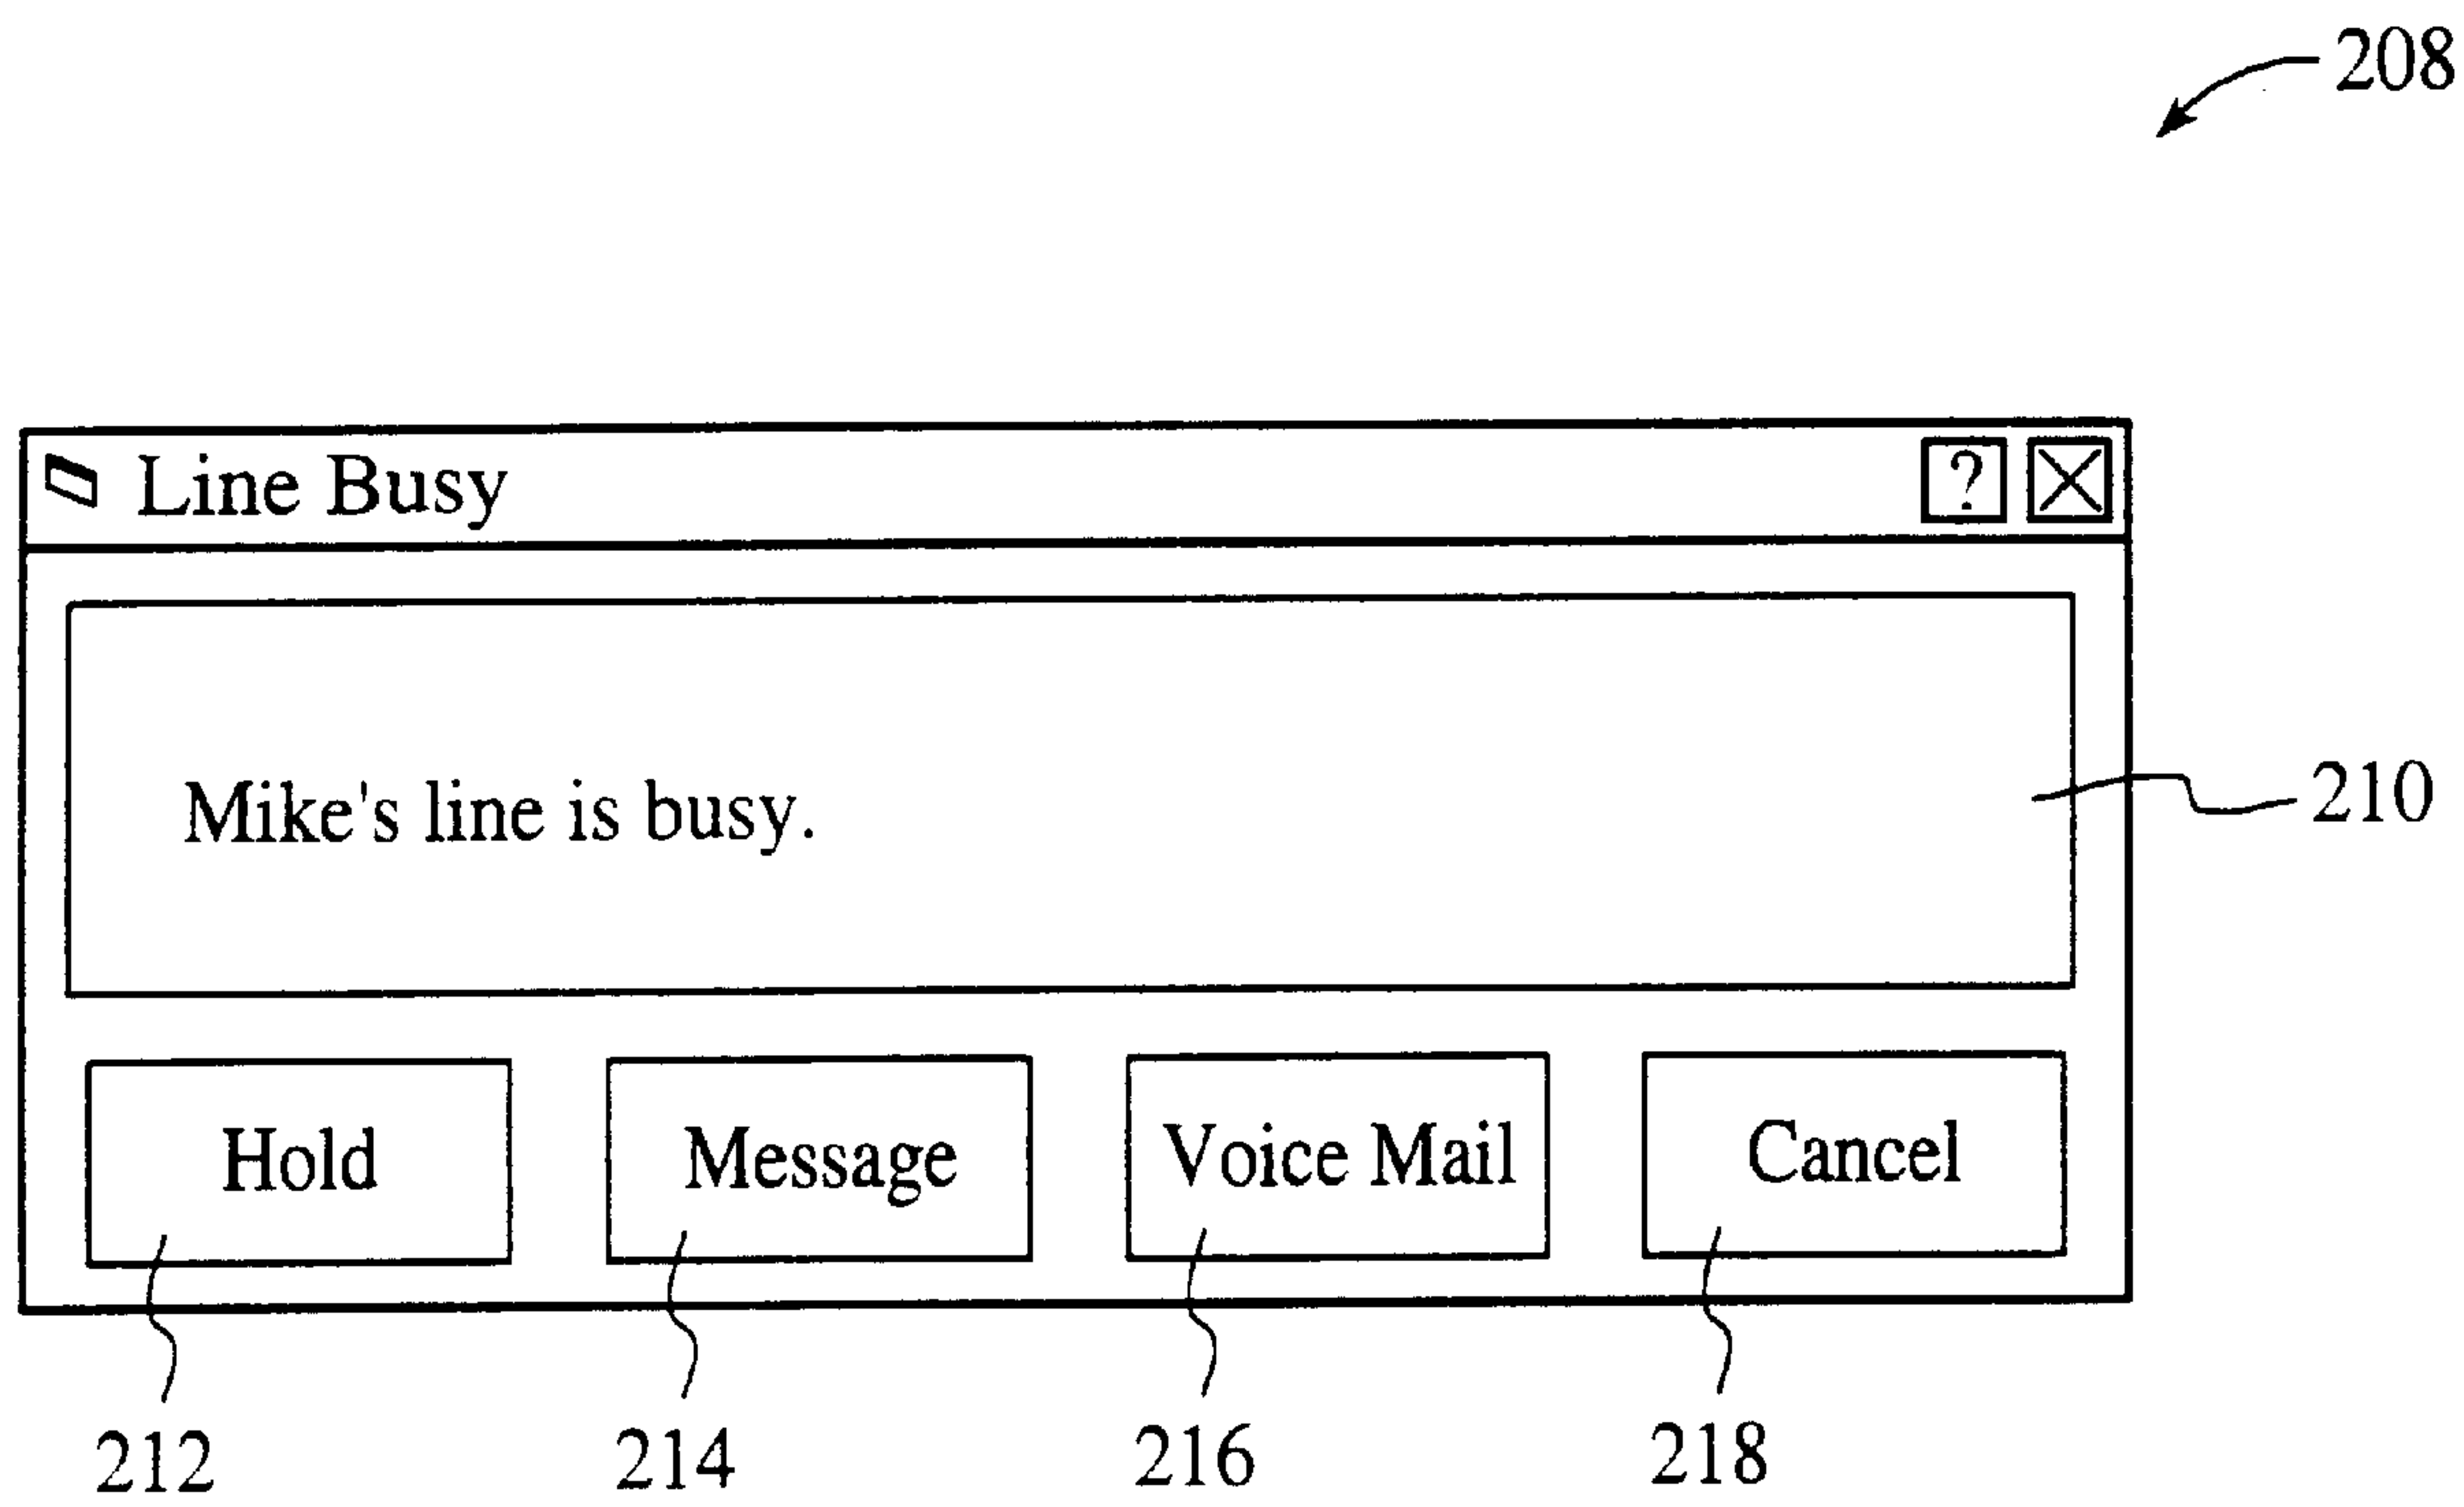 208
Line Busy ?
Mike's line is busy.
210
Hold Message Voice Mail Cancel
212 214 216 218